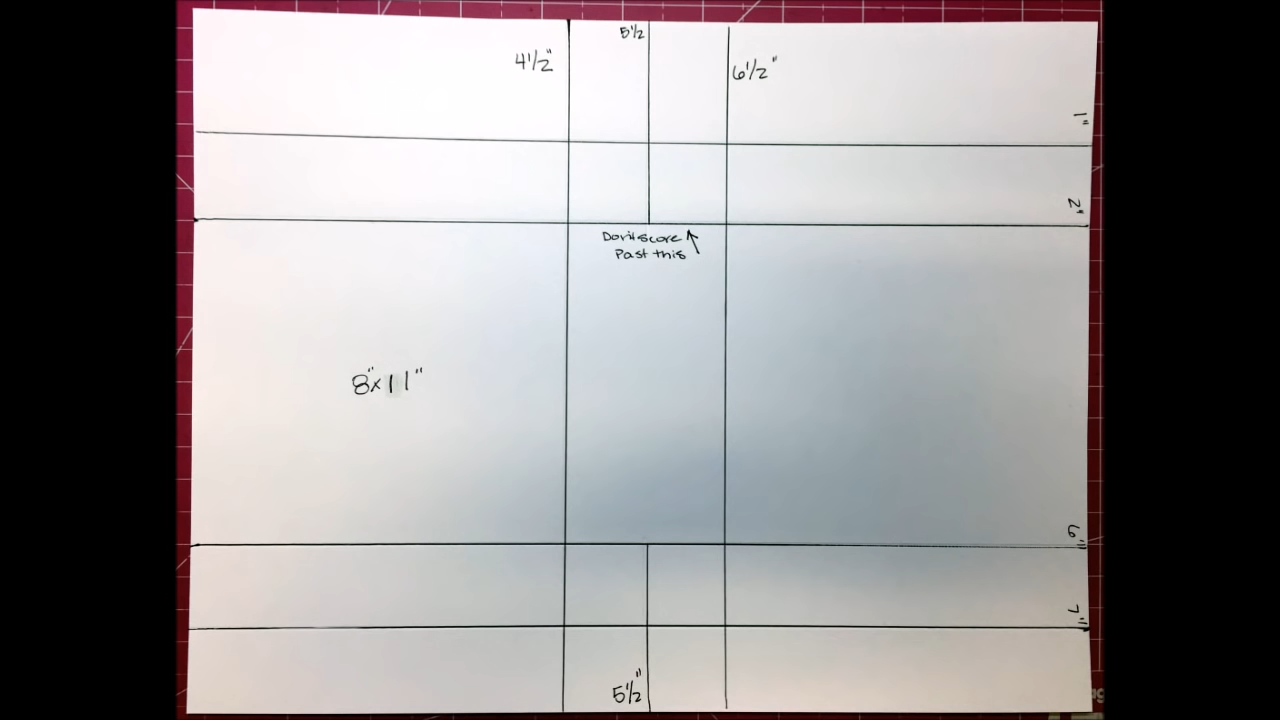 5½
4½"
6½"
1"
2"
Don't score
Past this
8"x11"
6"
7"
5½"